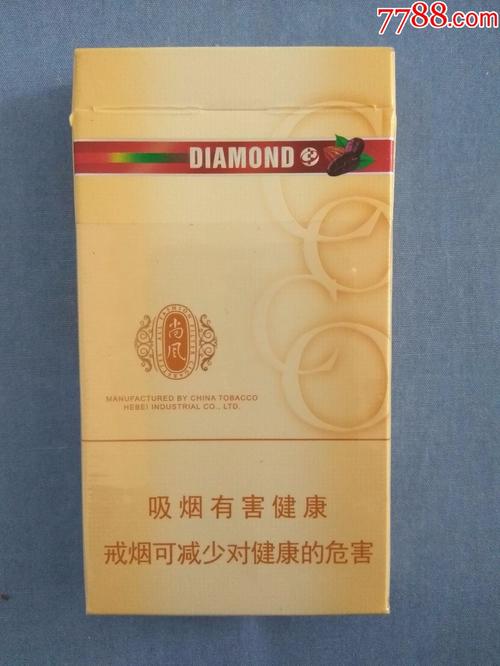 7788.com
DIAMOND
尚风
MANUFACTURED BY CHINA TOBACCO
HEBEI INDUSTRIAL CO., LTD.
吸烟有害健康
戒烟可减少对健康的危害